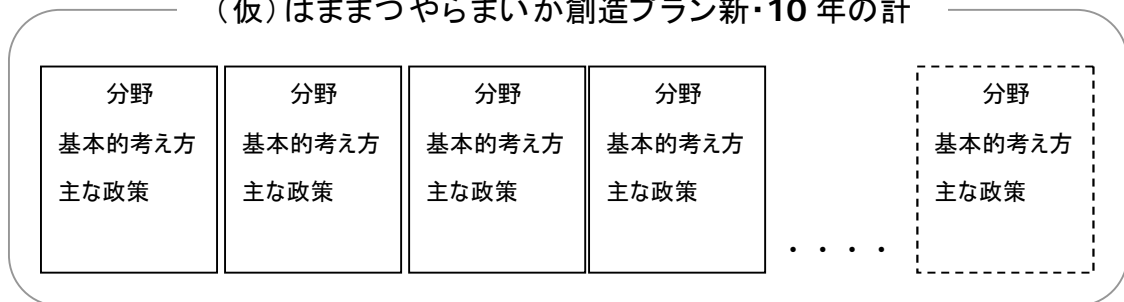 （仮）はままつやらまいか創造プラン新・10 年の計
分野
基本的考え方
主な政策
分野
基本的考え方
主な政策
分野
基本的考え方
主な政策
分野
基本的考え方
主な政策
・・・・
分野
基本的考え方
主な政策